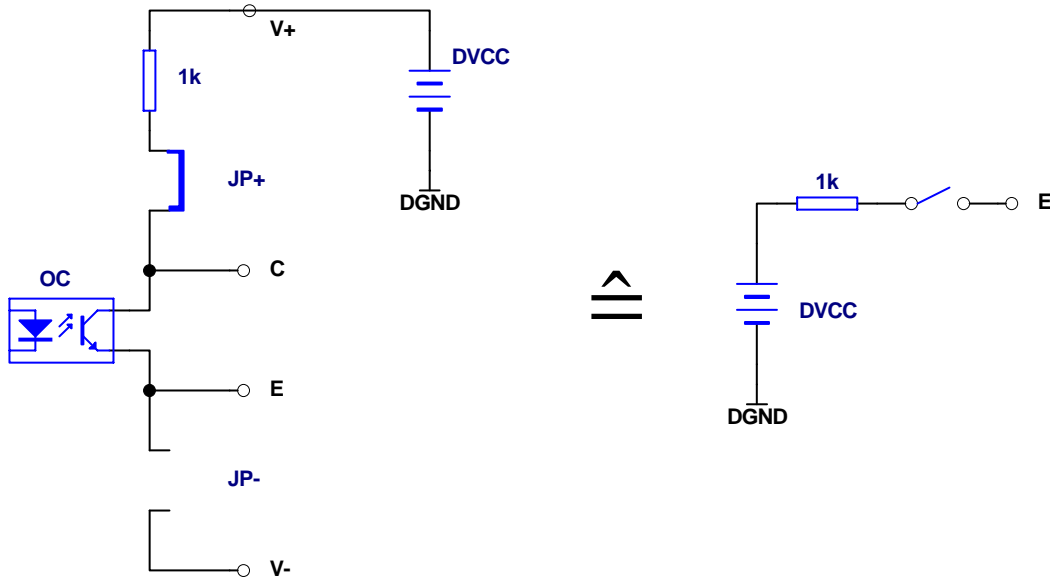 V+
1k
DVCC
JP+
DGND
C
OC
E
JP-
V-
≙
1k
E
DVCC
DGND